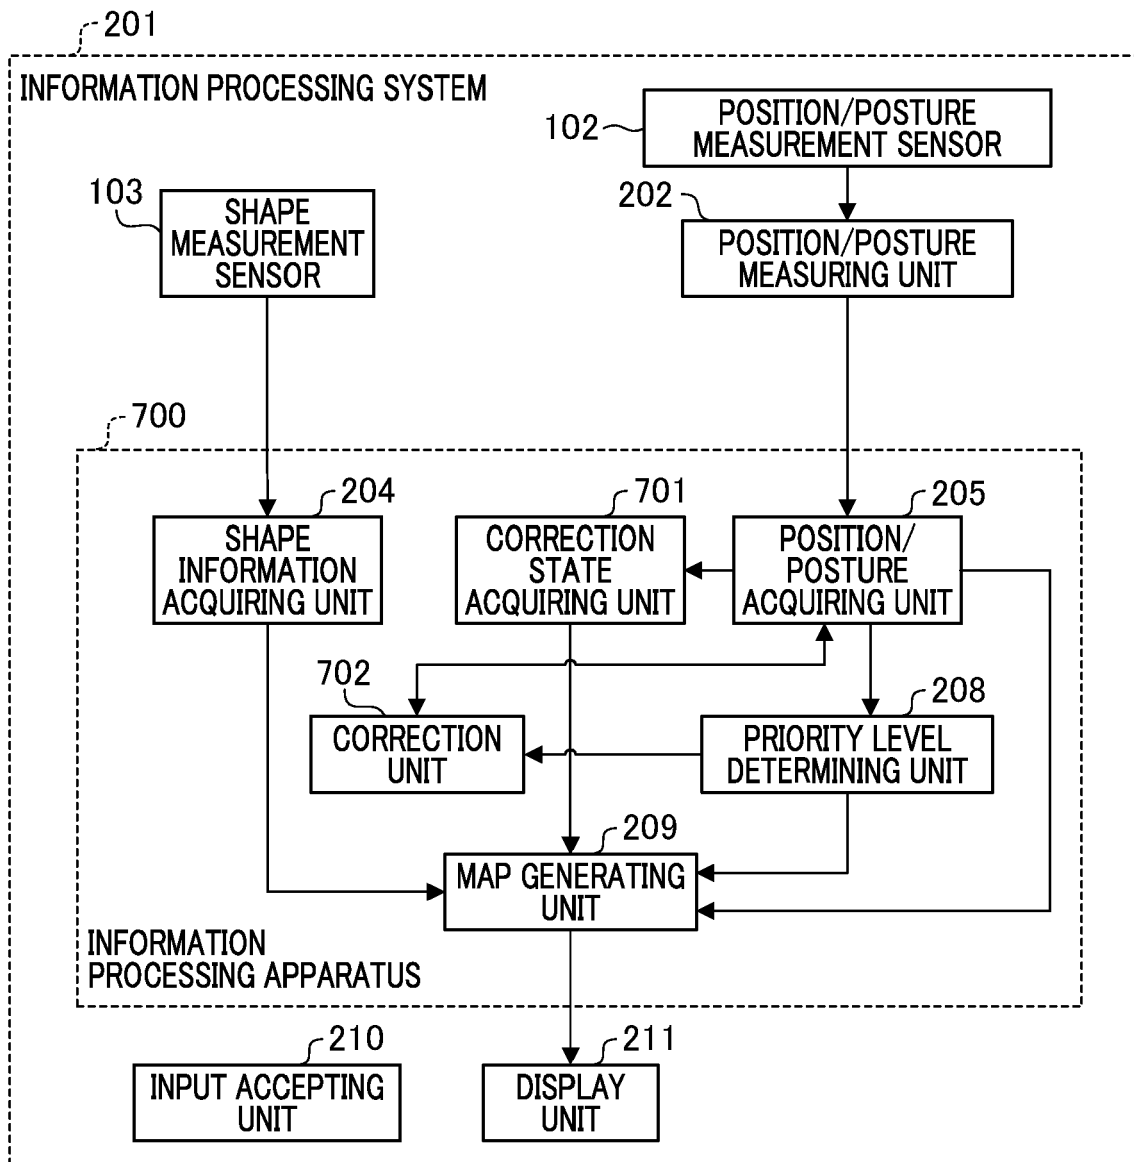 201
INFORMATION PROCESSING SYSTEM
102
POSITION/POSTURE
MEASUREMENT SENSOR
103
SHAPE
MEASUREMENT
SENSOR
202
POSITION/POSTURE
MEASURING UNIT
700
204
SHAPE
INFORMATION
ACQUIRING UNIT
701
CORRECTION
STATE
ACQUIRING UNIT
205
POSITION/
POSTURE
ACQUIRING UNIT
702
CORRECTION
UNIT
208
PRIORITY LEVEL
DETERMINING UNIT
209
MAP GENERATING
UNIT
INFORMATION
PROCESSING APPARATUS
210
INPUT ACCEPTING
UNIT
211
DISPLAY
UNIT